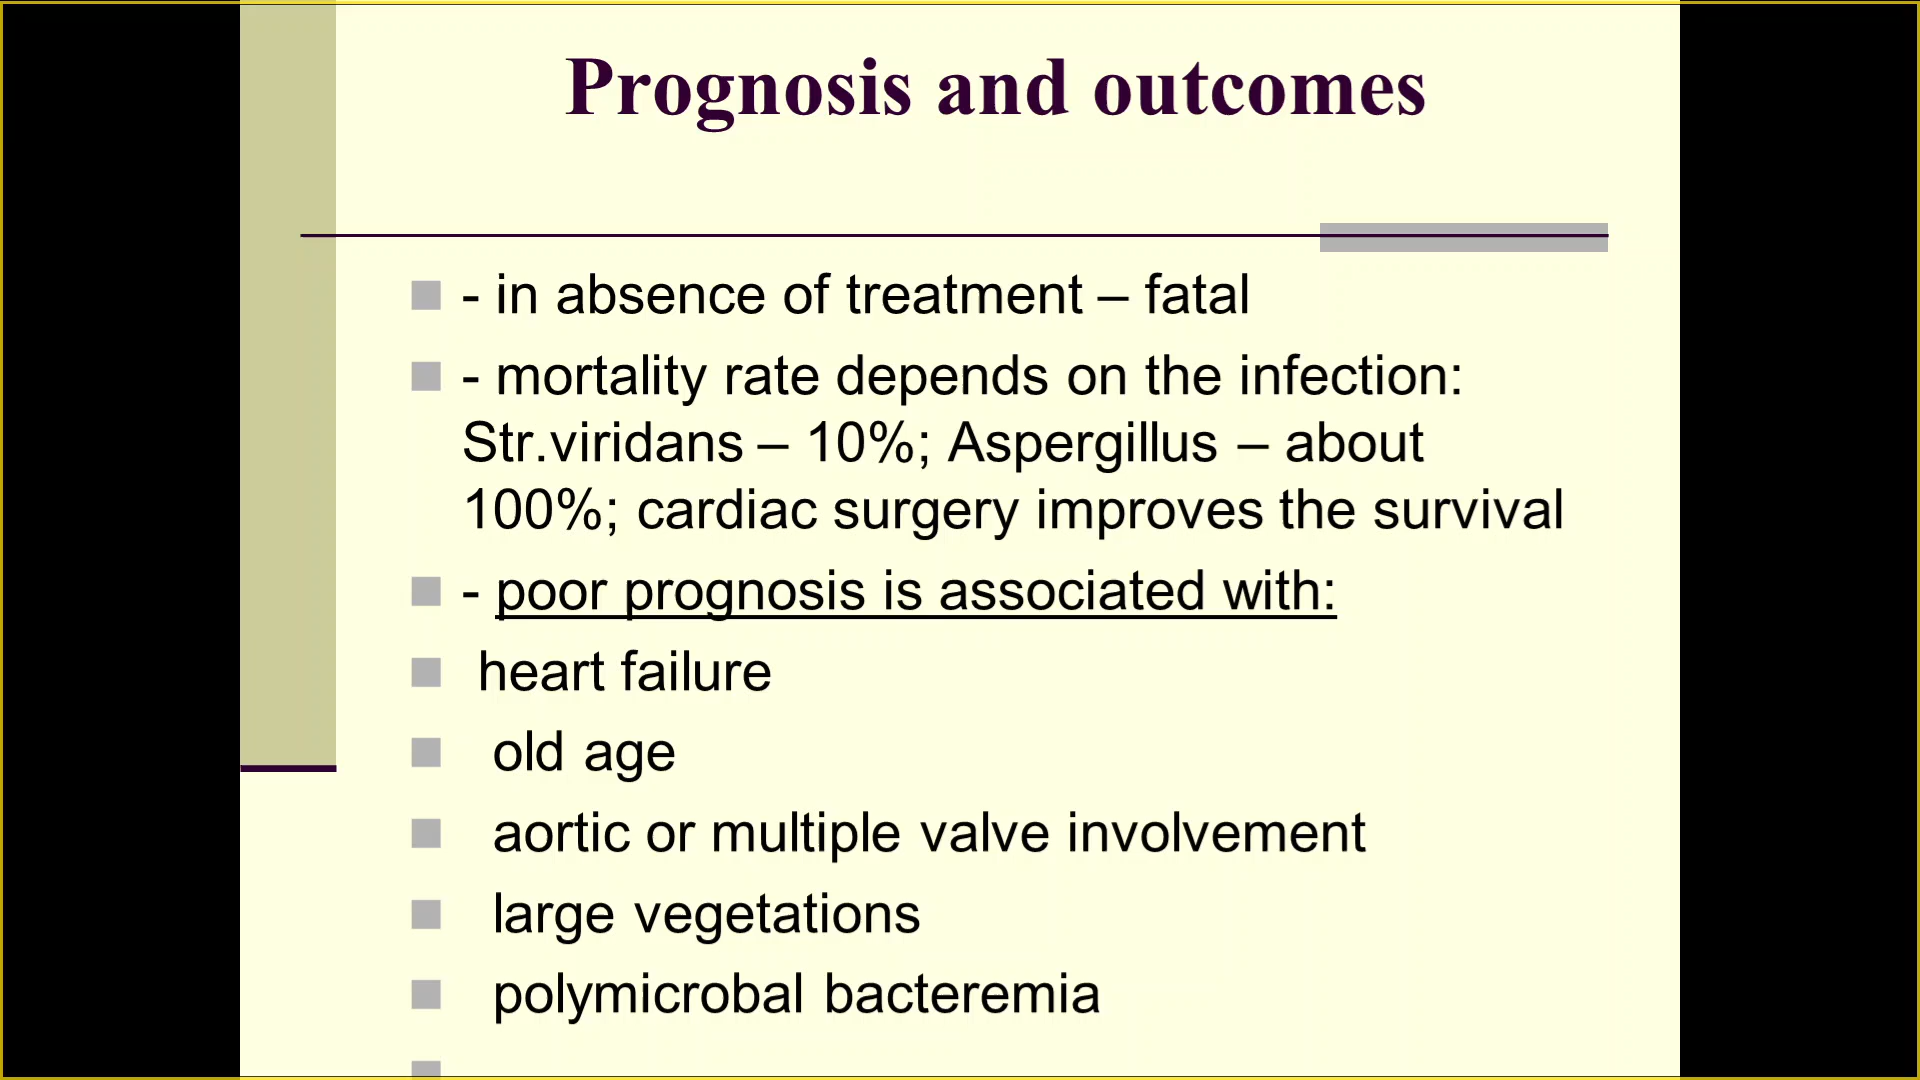 Prognosis and outcomes
- in absence of treatment – fatal
- mortality rate depends on the infection:
Str.viridans – 10%; Aspergillus – about
100%; cardiac surgery improves the survival
- poor prognosis is associated with:
heart failure
old age
aortic or multiple valve involvement
large vegetations
polymicrobal bacteremia